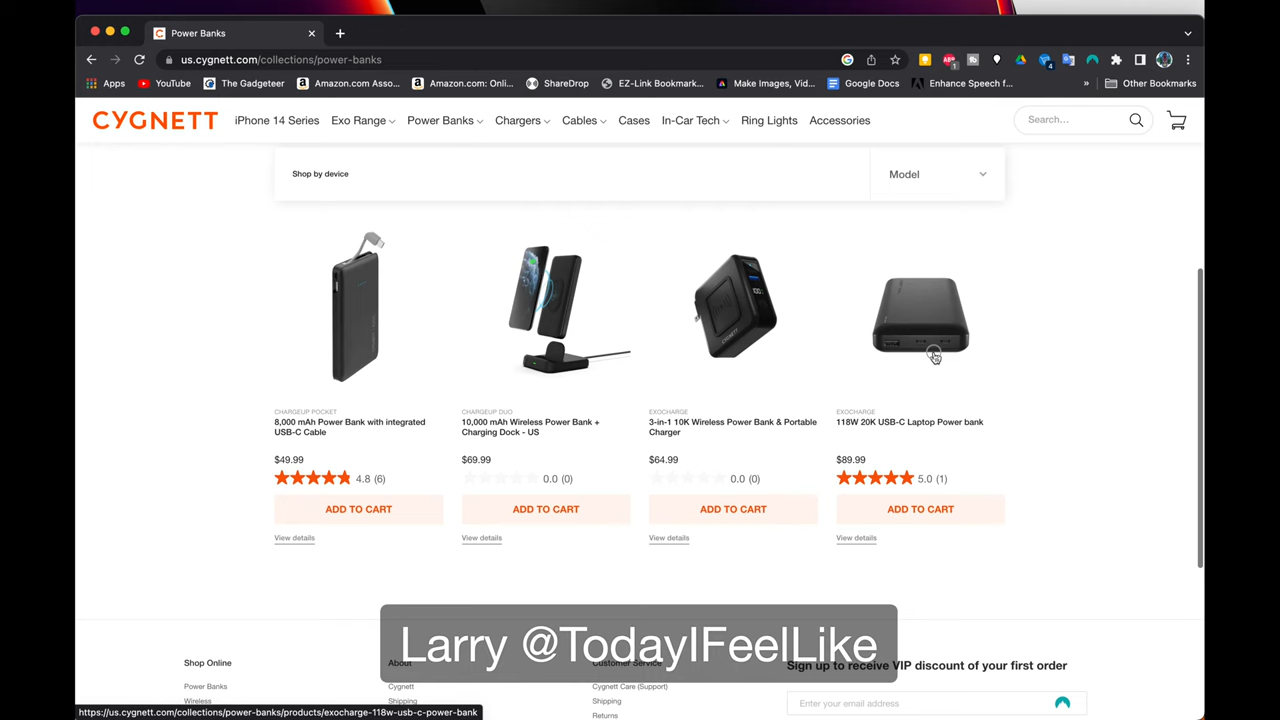 Power Banks
us.cygnett.com/collections/power-banks
Apps
YouTube
The Gadgeteer
Amazon.com Asso...
Amazon.com: Onli...
ShareDrop
EZ-Link Bookmark...
Make Images, Vid...
Google Docs
Enhance Speech f...
»
Other Bookmarks
CYGNETT
iPhone 14 Series
Exo Range
Power Banks
Chargers
Cables
Cases
In-Car Tech
Ring Lights
Accessories
Search...
Shop by device
Model
CHARGEUP POCKET
8,000 mAh Power Bank with integrated
USB-C Cable
$49.99
4.8 (6)
ADD TO CART
View details
CHARGEUP DUO
10,000 mAh Wireless Power Bank +
Charging Dock - US
$69.99
0.0 (0)
ADD TO CART
View details
EXOCHARGE
3-in-1 10K Wireless Power Bank & Portable
Charger
$64.99
0.0 (0)
ADD TO CART
View details
EXOCHARGE
118W 20K USB-C Laptop Power bank
$89.99
5.0 (1)
ADD TO CART
View details
Larry @TodayIFeelLike
Shop Online
Power Banks
Wireless
About
Cygnett
Shipping
Customer Service
Cygnett Care (Support)
Shipping
Returns
Sign up to receive VIP discount of your first order
Enter your email address
https://us.cygnett.com/collections/power-banks/products/exocharge-118w-usb-c-power-bank